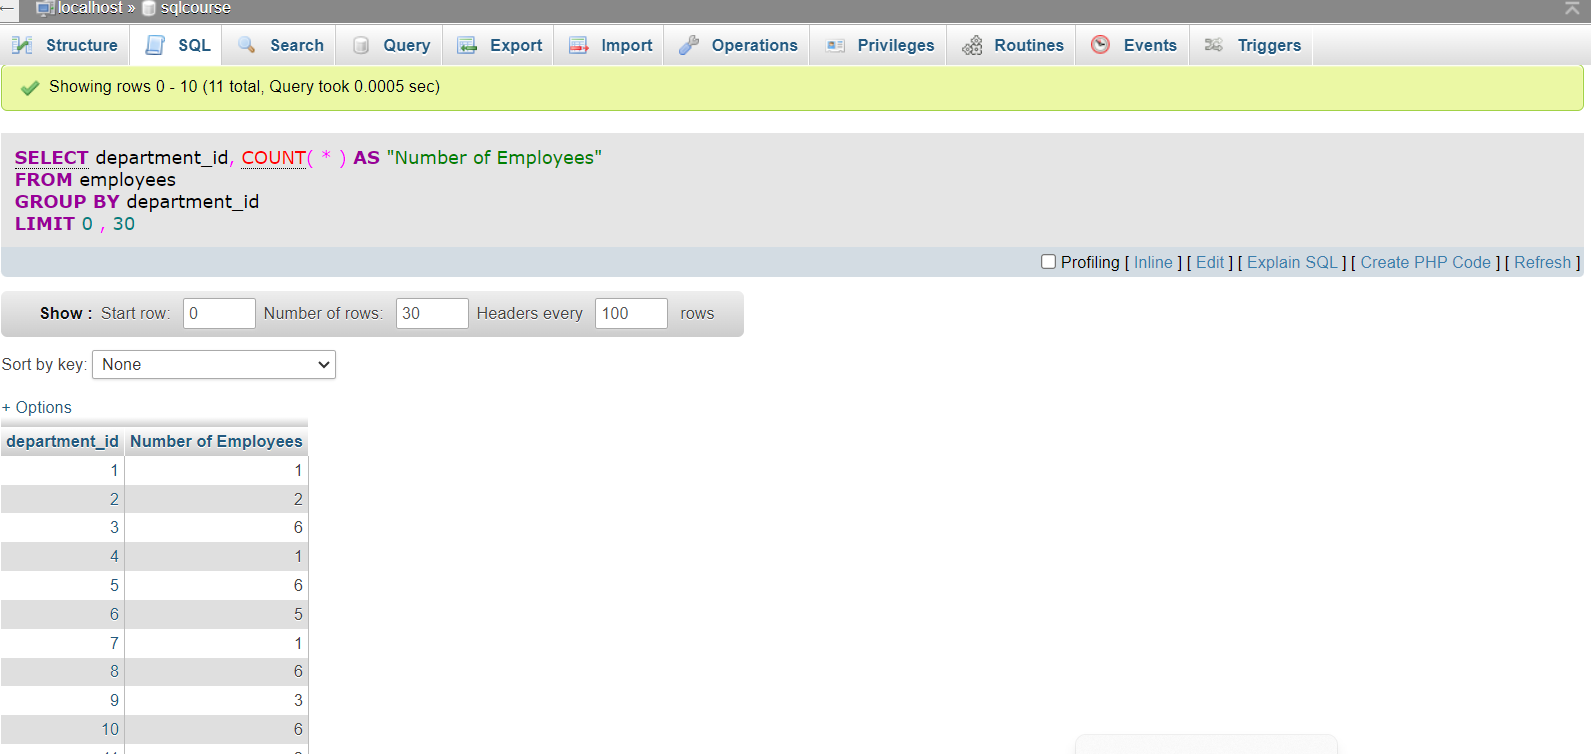 localhost » sqlcourse
Structure SQL Search Query Export Import Operations Privileges Routines Events Triggers
Showing rows 0 - 10 (11 total, Query took 0.0005 sec)
SELECT department_id, COUNT( * ) AS "Number of Employees"
FROM employees
GROUP BY department_id
LIMIT 0 , 30
Profiling [ Inline ] [ Edit ] [ Explain SQL ] [ Create PHP Code ] [ Refresh ]
Show : Start row: 0 Number of rows: 30 Headers every 100 rows
Sort by key: None
+ Options
department_id Number of Employees
1 1
2 2
3 6
4 1
5 6
6 5
7 1
8 6
9 3
10 6